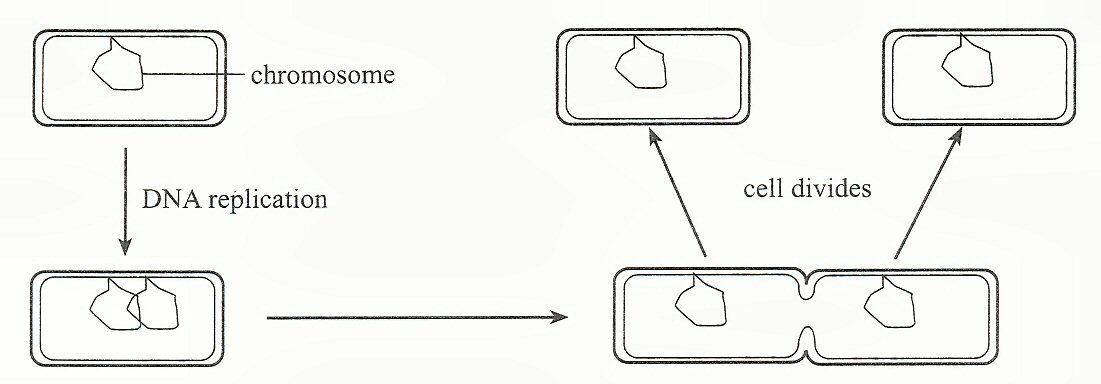 chromosome
DNA replication
cell divides